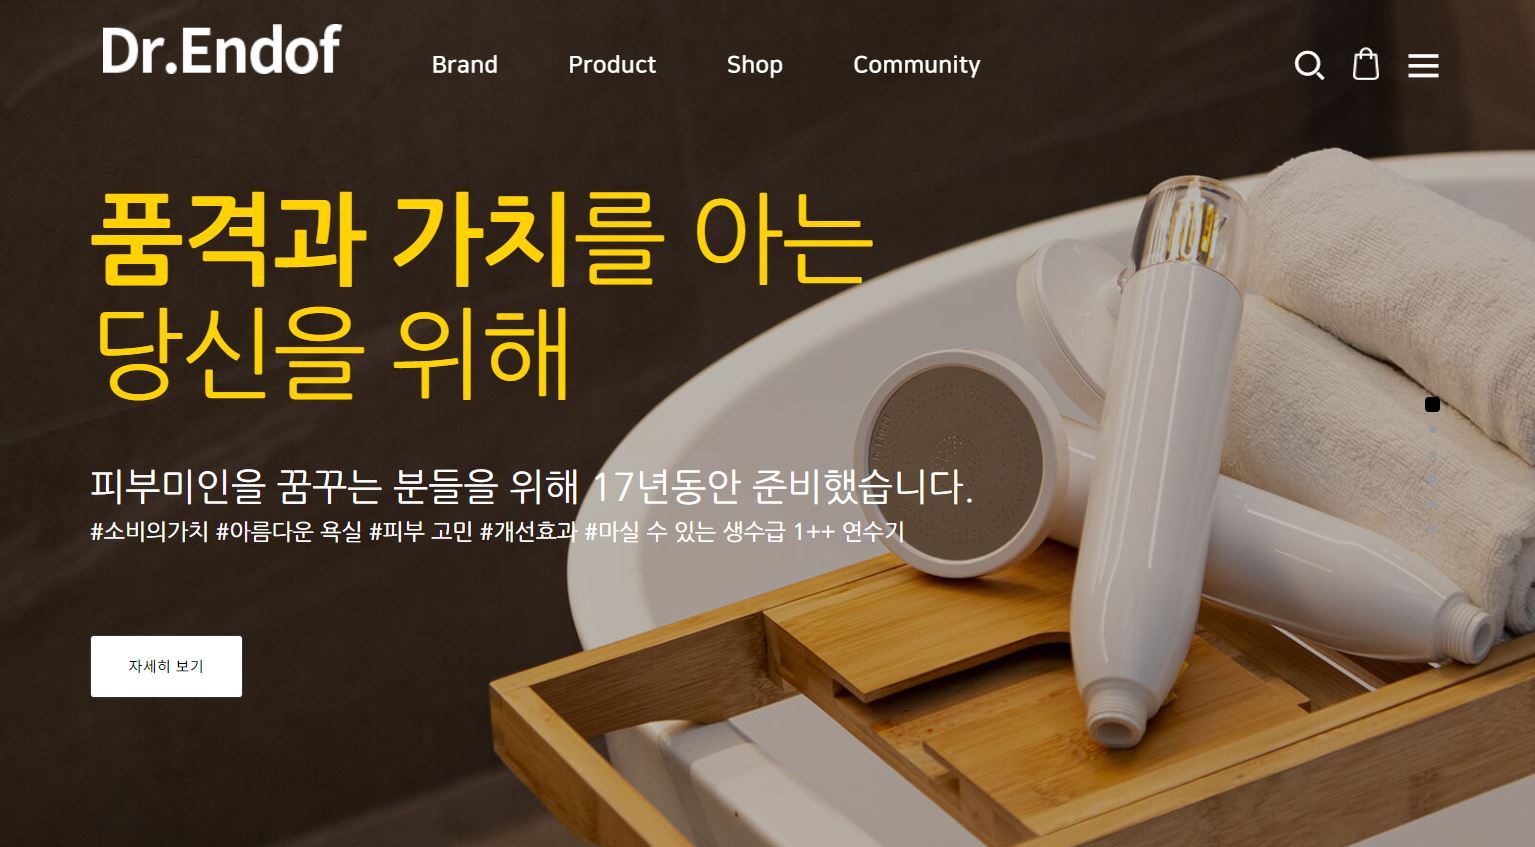 Dr.Endof
Brand Product Shop Community
품격과 가치를 아는
당신을 위해
피부미인을 꿈꾸는 분들을 위해 17년동안 준비했습니다.
#소비의가치 #아름다운 욕실 #피부 고민 #개선효과 #마실 수 있는 생수급 1++ 연수기
자세히 보기